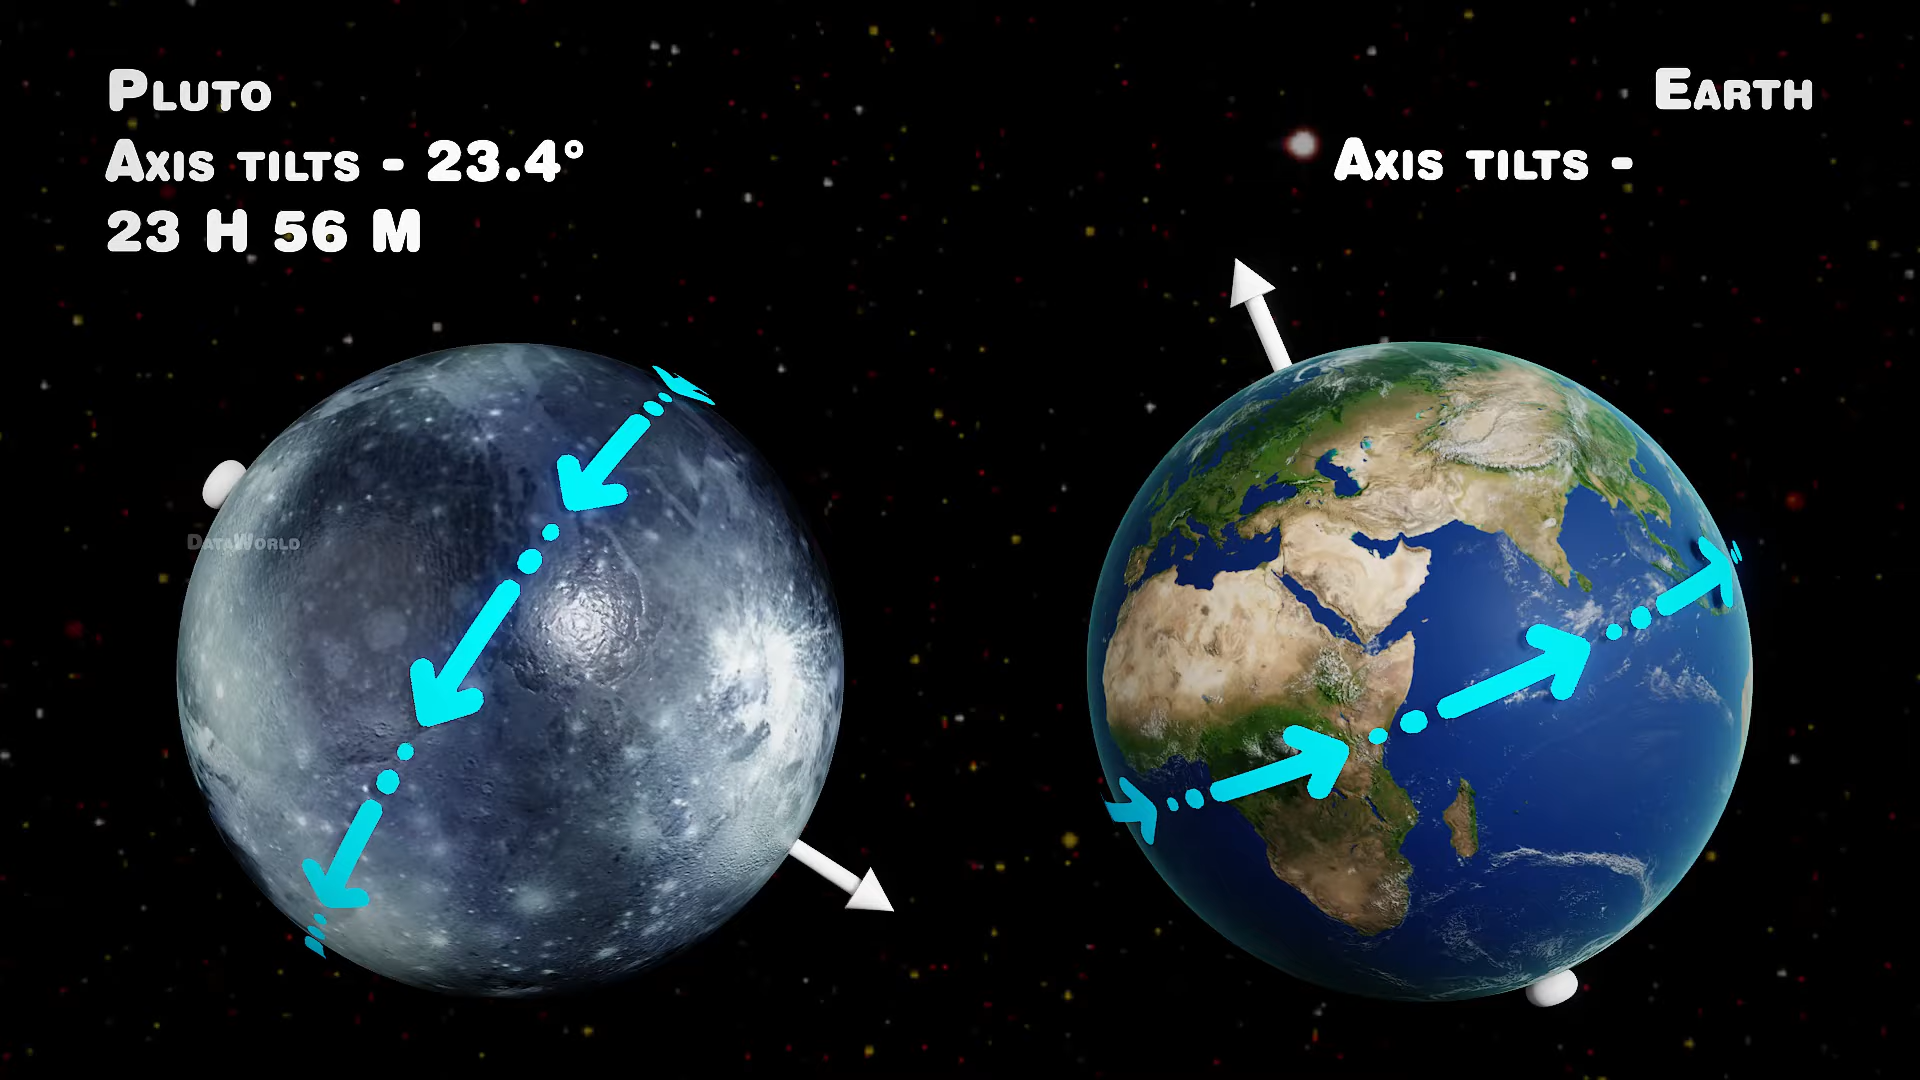 Pluto
Axis tilts - 23.4°
23 H 56 M
Earth
Axis tilts -
DataWorld